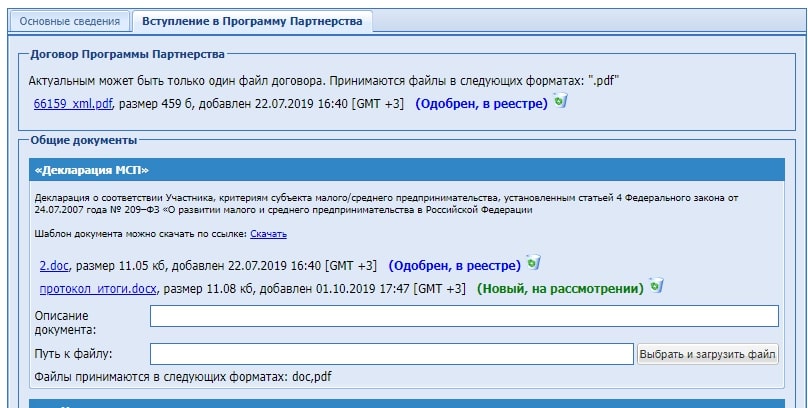 Основные сведения
Вступление в Программу Партнерства
Договор Программы Партнерства
Актуальным может быть только один файл договора. Принимаются файлы в следующих форматах: ".pdf"
66159_xml.pdf, размер 459 б, добавлен 22.07.2019 16:40 [GMT +3] (Одобрен, в реестре)
Общие документы
«Декларация МСП»
Декларация о соответствии Участника, критериям субъекта малого/среднего предпринимательства, установленным статьей 4 Федерального закона от
24.07.2007 года № 209–ФЗ «О развитии малого и среднего предпринимательства в Российской Федерации
Шаблон документа можно скачать по ссылке: Скачать
2.doc, размер 11.05 кб, добавлен 22.07.2019 16:40 [GMT +3] (Одобрен, в реестре)
протокол_итоги.docx, размер 11.08 кб, добавлен 01.10.2019 17:47 [GMT +3] (Новый, на рассмотрении)
Описание
документа:
Путь к файлу:
Выбрать и загрузить файл
Файлы принимаются в следующих форматах: doc,pdf